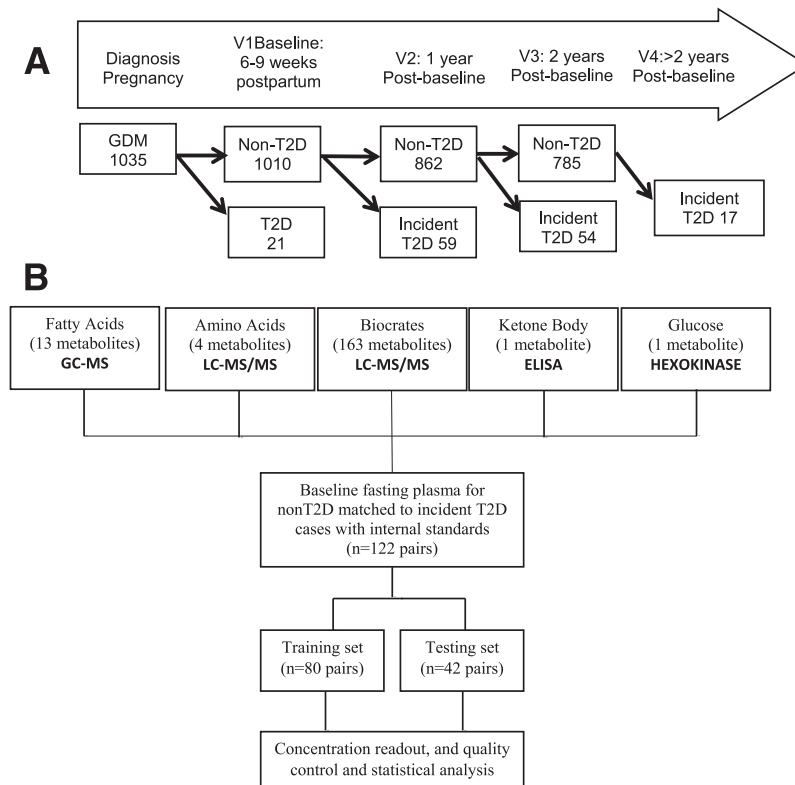 A
Diagnosis
Pregnancy
V1Baseline:
6-9 weeks
postpartum
V2: 1 year
Post-baseline
V3: 2 years
Post-baseline
V4:>2 years
Post-baseline
GDM
1035
Non-T2D
1010
Non-T2D
862
Non-T2D
785
T2D
21
Incident
T2D 59
Incident
T2D 54
Incident
T2D 17
B
Fatty Acids
(13 metabolites)
GC-MS
Amino Acids
(4 metabolites)
LC-MS/MS
Biocrates
(163 metabolites)
LC-MS/MS
Ketone Body
(1 metabolite)
ELISA
Glucose
(1 metabolite)
HEXOKINASE
Baseline fasting plasma for
nonT2D matched to incident T2D
cases with internal standards
(n=122 pairs)
Training set
(n=80 pairs)
Testing set
(n=42 pairs)
Concentration readout, and quality
control and statistical analysis